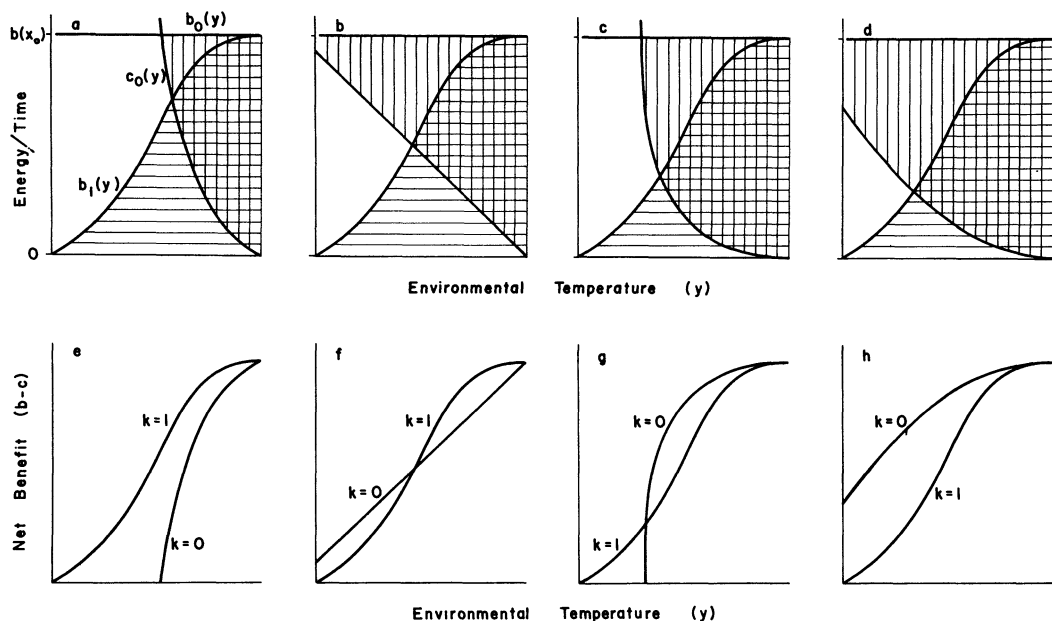 a
b₀(y)
b
c
d
b(x₀)
c₀(y)
b₁(y)
0
Energy/Time
Environmental Temperature (y)
e
f
g
h
k=1
k=0
k=1
k=0
k=0
k=1
k=0
k=1
Net Benefit (b-c)
Environmental Temperature (y)